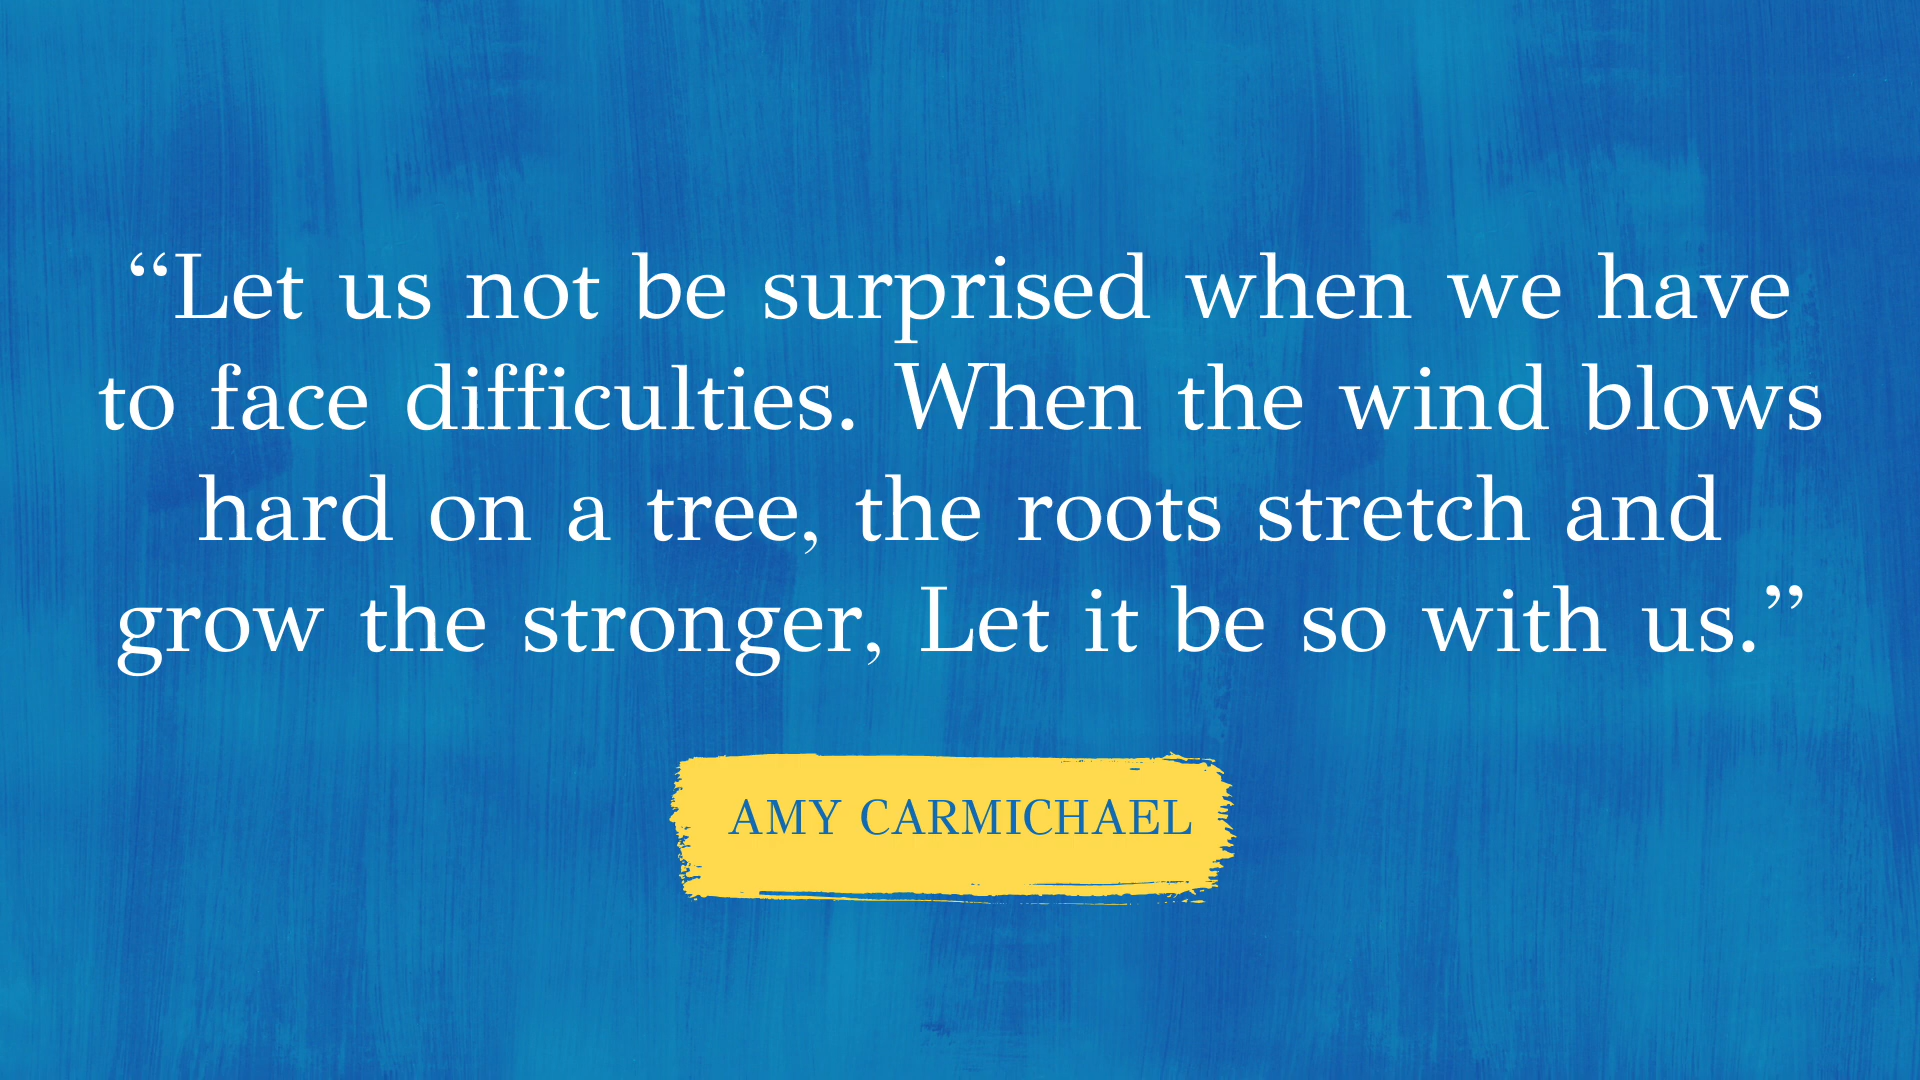 “Let us not be surprised when we have
to face difficulties. When the wind blows
hard on a tree, the roots stretch and
grow the stronger, Let it be so with us.”
AMY CARMICHAEL